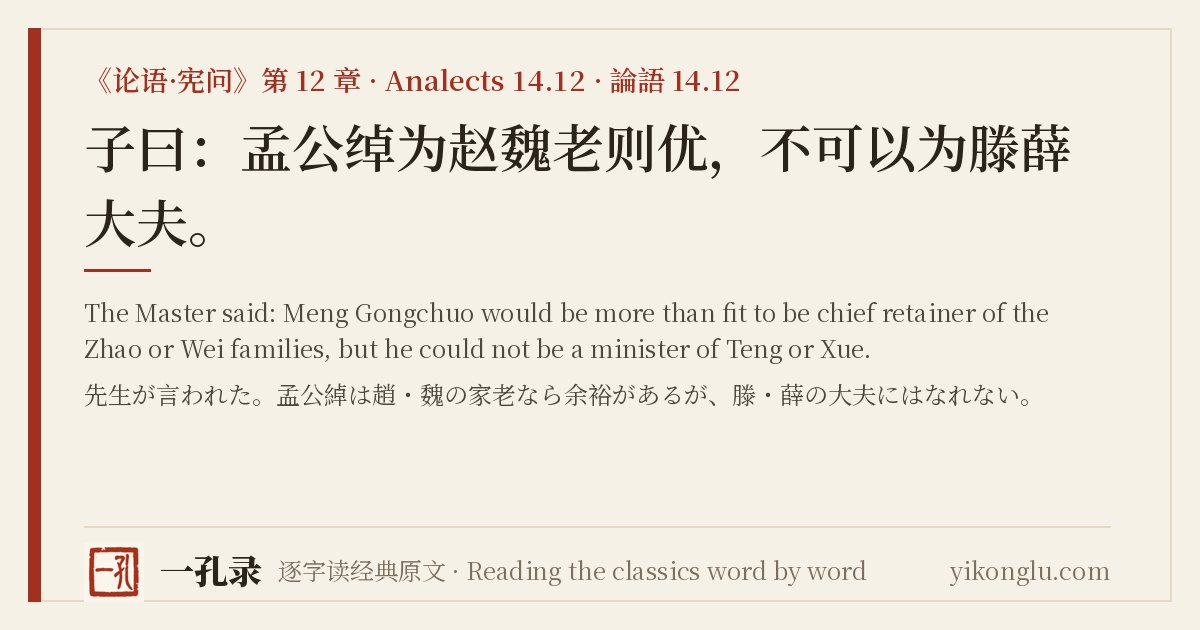 《论语·宪问》第 12 章 · Analects 14.12 · 論語 14.12
子曰：孟公绰为赵魏老则优，不可以为滕薛
大夫。
The Master said: Meng Gongchuo would be more than fit to be chief retainer of the
Zhao or Wei families, but he could not be a minister of Teng or Xue.
先生が言われた。孟公綽は趙・魏の家老なら余裕があるが、滕・薛の大夫にはなれない。
一孔 一孔录 逐字读经典原文 · Reading the classics word by word yikonglu.com